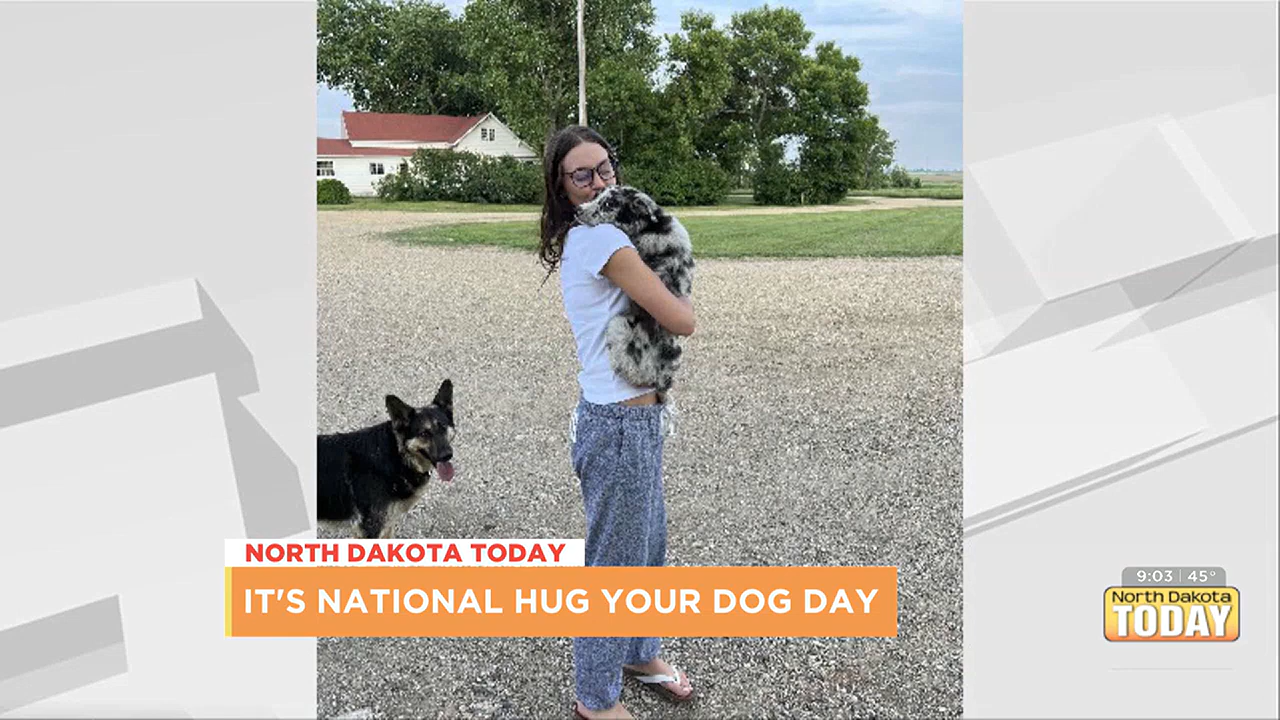 NORTH DAKOTA TODAY
IT'S NATIONAL HUG YOUR DOG DAY
9:03 45°
North Dakota
TODAY